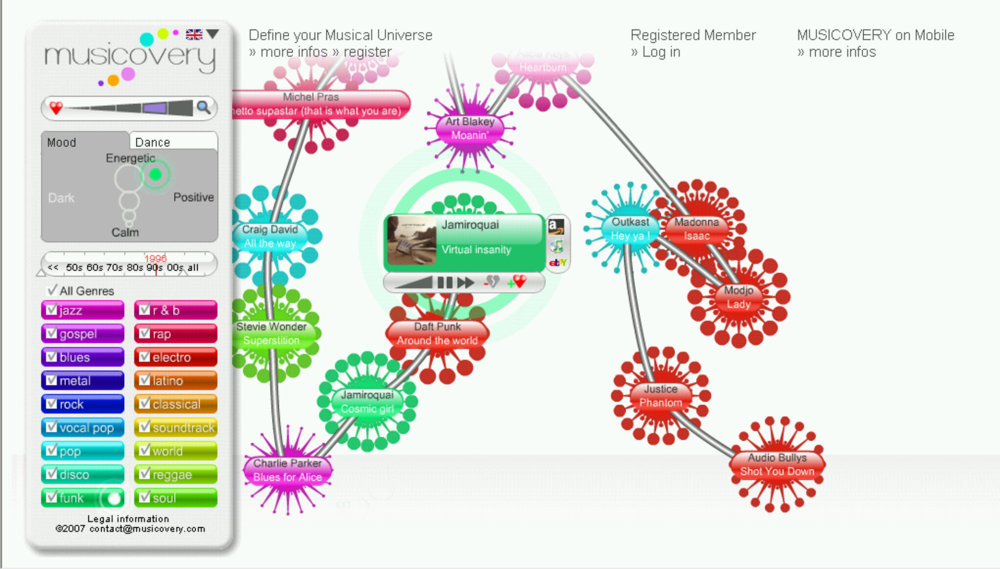 musicovery
Define your Musical Universe
» more infos » register
Registered Member
» Log in
MUSICOVERY on Mobile
» more infos
Mood
Dance
Energetic
Dark
Positive
Calm
1996
<< 50s 60s 70s 80s 90s 00s all
All Genres
jazz
r & b
gospel
rap
blues
electro
metal
latino
rock
classical
vocal pop
soundtrack
pop
world
disco
reggae
funk
soul
Legal information
©2007 contact@musicovery.com
Alicia Keys
Heartburn
Michel Pras
etto supastar (that is what you are)
Art Blakey
Moanin'
Craig David
All the way
Jamiroquai
Virtual insanity
a
ebY
Outkast
Hey ya !
Madonna
Isaac
Modjo
Lady
Stevie Wonder
Superstition
Daft Punk
Around the world
Jamiroquai
Cosmic girl
Justice
Phantom
Charlie Parker
Blues for Alice
Audio Bullys
Shot You Down